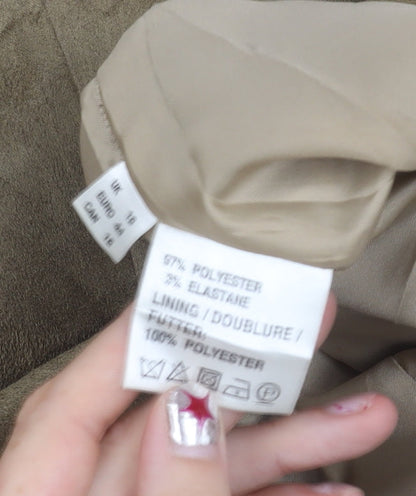 UK 16
EURO 44
CAN 16
97% POLYESTER
3% ELASTANE
LINING / DOUBLURE /
FUTTER:
100% POLYESTER
P